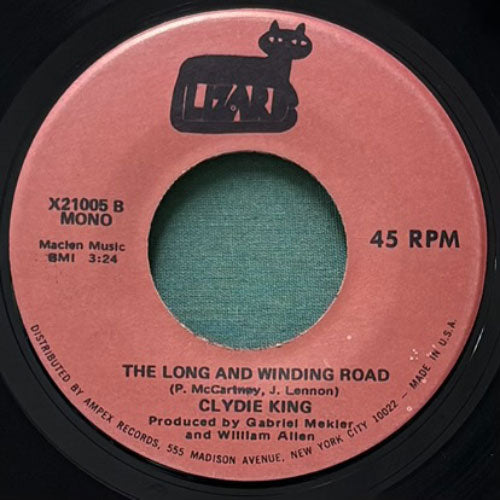 LIZARD
X21005 B
MONO
Maclen Music
BMI 3:24
45 RPM
THE LONG AND WINDING ROAD
(P. McCartney, J. Lennon)
CLYDIE KING
Produced by Gabriel Mekler
and William Allen
DISTRIBUTED BY AMPEX RECORDS, 555 MADISON AVENUE, NEW YORK CITY 10022 — MADE IN U.S.A.